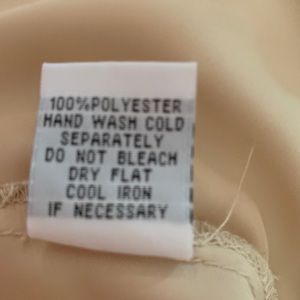 100%POLYESTER
HAND WASH COLD
SEPARATELY
DO NOT BLEACH
DRY FLAT
COOL IRON
IF NECESSARY